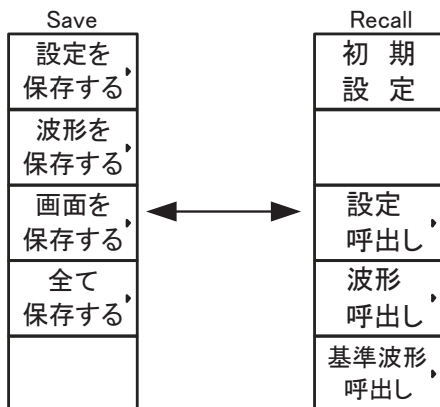 Save
設定を
保存する
波形を
保存する
画面を
保存する
全て
保存する
Recall
初 期
設 定
設定
呼出し
波形
呼出し
基準波形
呼出し